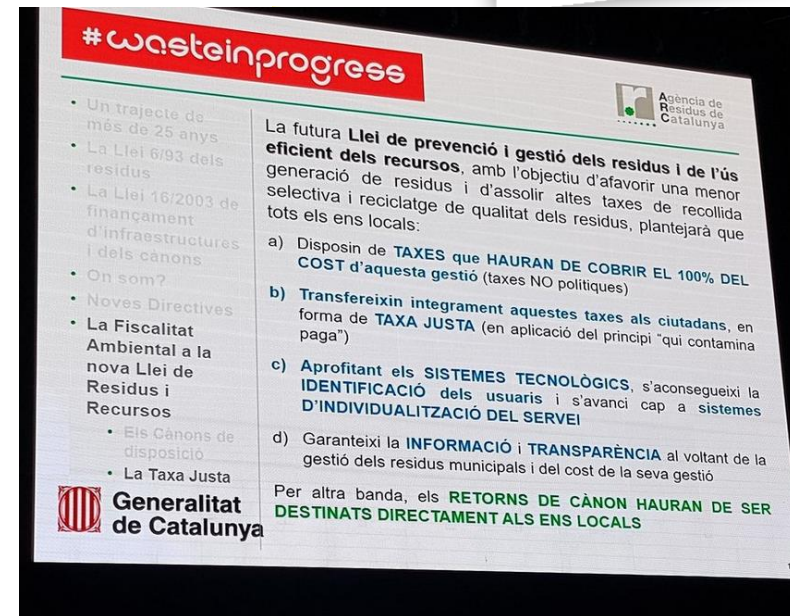 #wasteinprogress
Agència de
Residus de
Catalunya
• Un trajecte de
més de 25 anys
• La Llei 6/93 dels
residus
• La Llei 16/2003 de
finançament
d'infraestructures
i dels cànons
• On som?
• Noves Directives
• La Fiscalitat
Ambiental a la
nova Llei de
Residus i
Recursos
• Els Cànons de
disposició
• La Taxa Justa
Generalitat
de Catalunya
La futura Llei de prevenció i gestió dels residus i de l'ús
eficient dels recursos, amb l'objectiu d'afavorir una menor
generació de residus i d'assolir altes taxes de recollida
selectiva i reciclatge de qualitat dels residus, plantejarà que
tots els ens locals:
a) Disposin de TAXES que HAURAN DE COBRIR EL 100% DEL
COST d'aquesta gestió (taxes NO polítiques)
b) Transfereixin integrament aquestes taxes als ciutadans, en
forma de TAXA JUSTA (en aplicació del principi "qui contamina
paga")
c) Aprofitant els SISTEMES TECNOLÒGICS, s'aconsegueixi la
IDENTIFICACIÓ dels usuaris i s'avanci cap a sistemes
D'INDIVIDUALITZACIÓ DEL SERVEI
d) Garanteixi la INFORMACIÓ i TRANSPARÈNCIA al voltant de la
gestió dels residus municipals i del cost de la seva gestió
Per altra banda, els RETORNS DE CÀNON HAURAN DE SER
DESTINATS DIRECTAMENT ALS ENS LOCALS